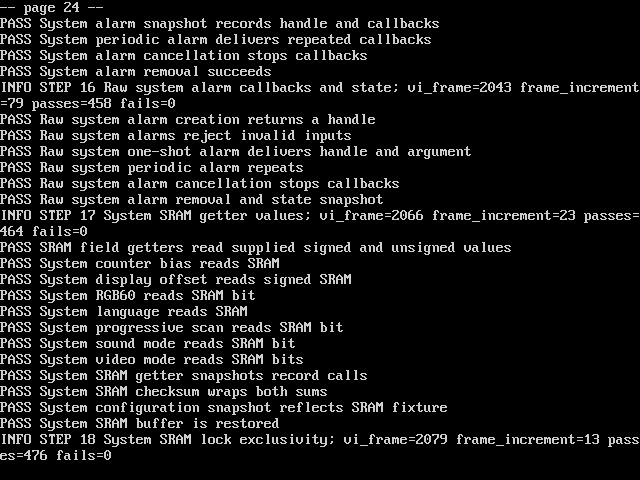 -- page 24 --
PASS System alarm snapshot records handle and callbacks
PASS System periodic alarm delivers repeated callbacks
PASS System alarm cancellation stops callbacks
PASS System alarm removal succeeds
INFO STEP 16 Raw system alarm callbacks and state; vi_frame=2043 frame_increment
=79 passes=458 fails=0
PASS Raw system alarm creation returns a handle
PASS Raw system alarms reject invalid inputs
PASS Raw system one-shot alarm delivers handle and argument
PASS Raw system periodic alarm repeats
PASS Raw system alarm cancellation stops callbacks
PASS Raw system alarm removal and state snapshot
INFO STEP 17 System SRAM getter values; vi_frame=2066 frame_increment=23 passes=
464 fails=0
PASS SRAM field getters read supplied signed and unsigned values
PASS System counter bias reads SRAM
PASS System display offset reads signed SRAM
PASS System RGB60 reads SRAM bit
PASS System language reads SRAM
PASS System progressive scan reads SRAM bit
PASS System sound mode reads SRAM bit
PASS System video mode reads SRAM bits
PASS System SRAM getter snapshots record calls
PASS System SRAM checksum wraps both sums
PASS System configuration snapshot reflects SRAM fixture
PASS System SRAM buffer is restored
INFO STEP 18 System SRAM lock exclusivity; vi_frame=2079 frame_increment=13 pass
es=476 fails=0